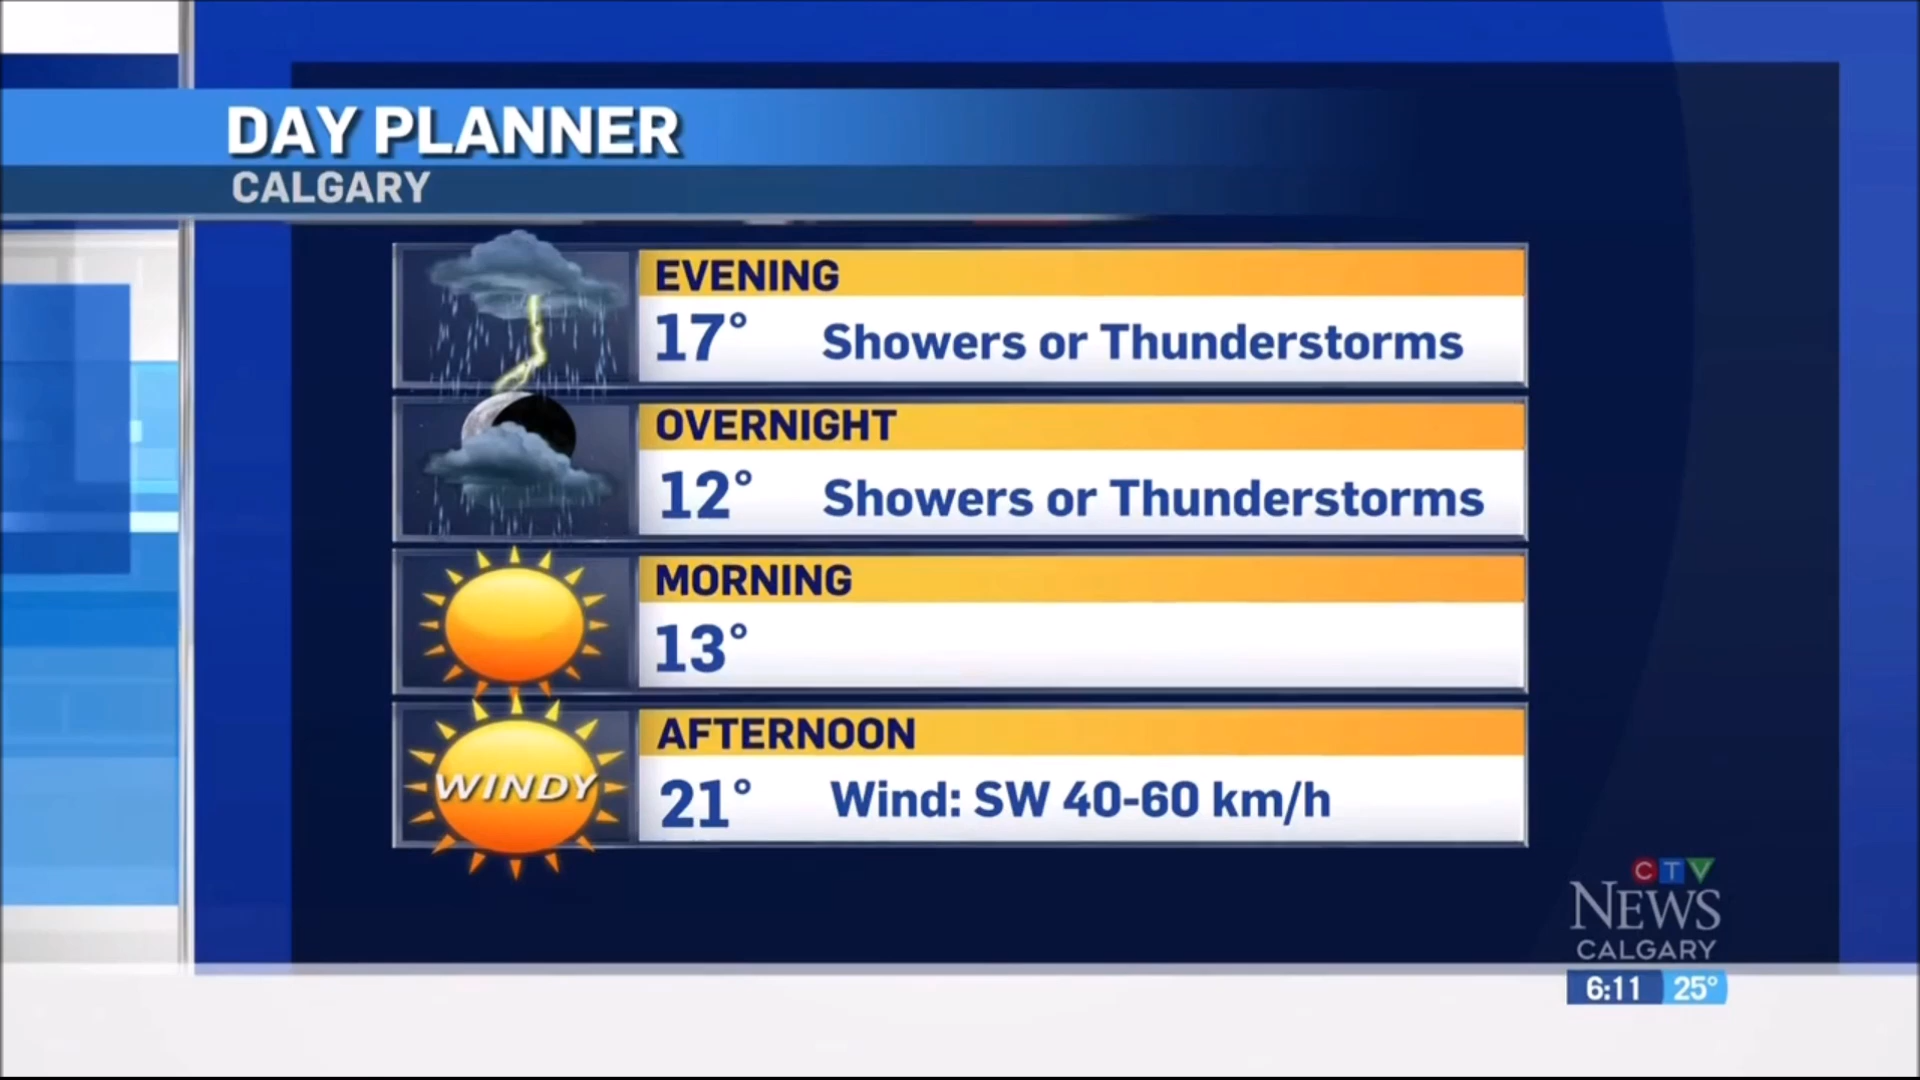 DAY PLANNER
CALGARY
EVENING
17° Showers or Thunderstorms
OVERNIGHT
12° Showers or Thunderstorms
MORNING
13°
AFTERNOON
WINDY
21° Wind: SW 40-60 km/h
CTV
NEWS
CALGARY
6:11 25°